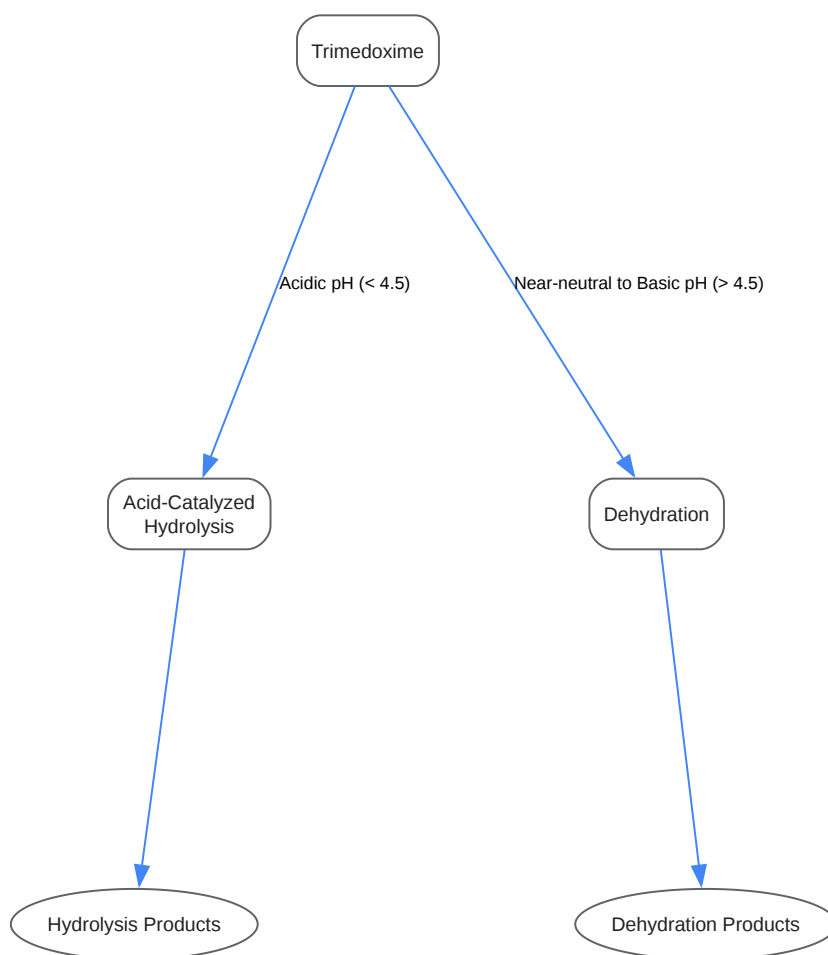 Trimedoxime
Acidic pH (< 4.5)
Near-neutral to Basic pH (> 4.5)
Acid-Catalyzed
Hydrolysis
Dehydration
Hydrolysis Products
Dehydration Products